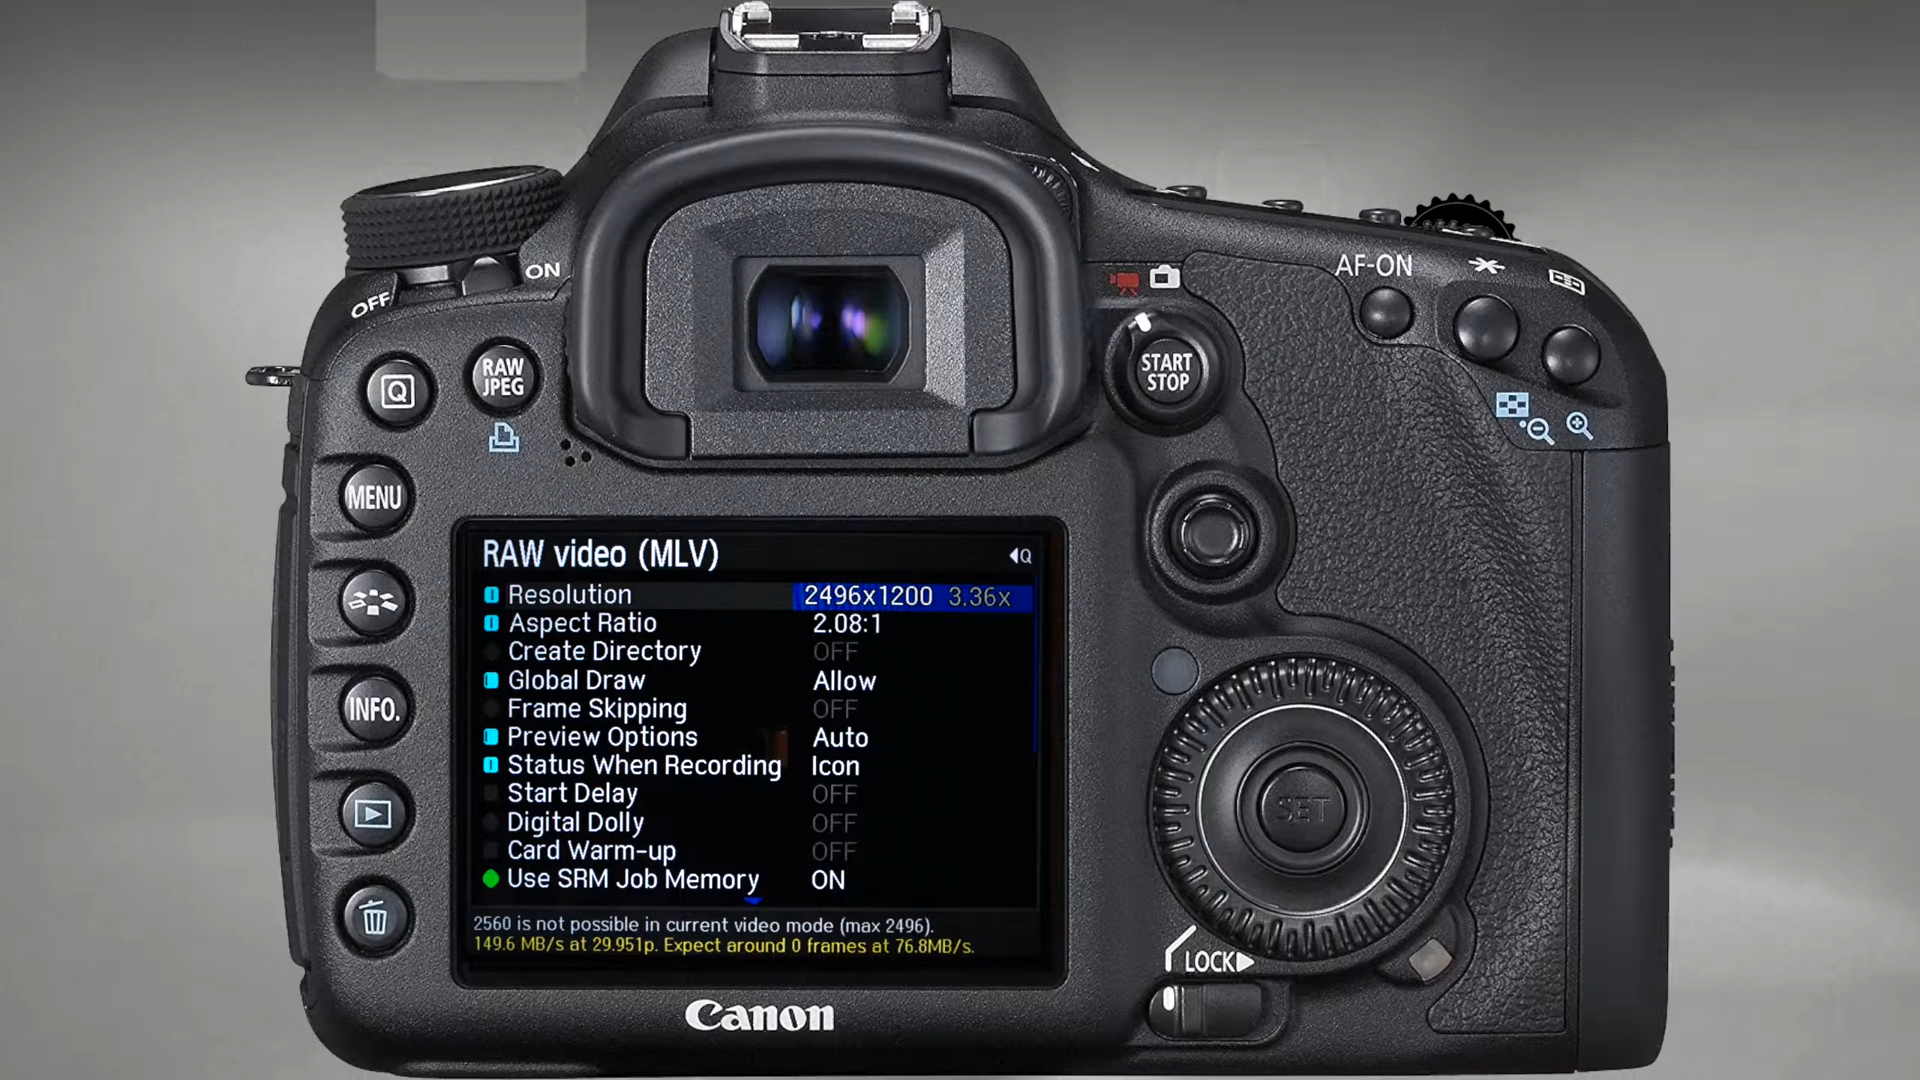 ON
OFF
RAW
JPEG
Q
MENU
INFO.
START
STOP
AF-ON
RAW video (MLV)
Q
Resolution 2496x1200 3.36x
Aspect Ratio 2.08:1
Create Directory OFF
Global Draw Allow
Frame Skipping OFF
Preview Options Auto
Status When Recording Icon
Start Delay OFF
Digital Dolly OFF
Card Warm-up OFF
Use SRM Job Memory ON
2560 is not possible in current video mode (max 2496).
149.6 MB/s at 29.951p. Expect around 0 frames at 76.8MB/s.
SET
LOCK
Canon